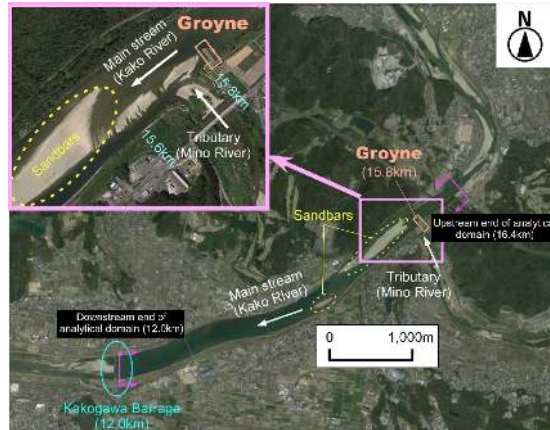 Groyne
Main stream
(Kako River)
15.8km
15.6km
Tributary
(Mino River)
Sandbars
N
Groyne
(15.8km)
Sandbars
Upstream end of analytical
domain (16.4km)
Tributary
(Mino River)
Main stream
(Kako River)
Downstream end of
analytical domain (12.0km)
0 1,000m
Kakogawa Barrage
(12.0km)